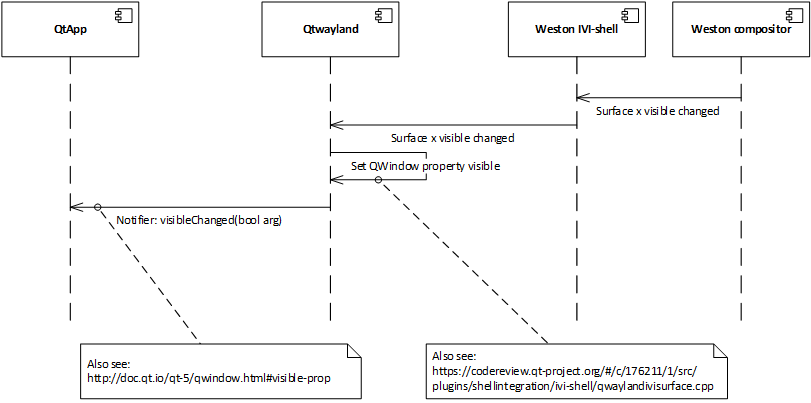 QtApp
Qtwayland
Weston IVI-shell
Weston compositor
Surface x visible changed
Surface x visible changed
Set QWindow property visible
Notifier: visibleChanged(bool arg)
Also see:
http://doc.qt.io/qt-5/qwindow.html#visible-prop
Also see:
https://codereview.qt-project.org/#/c/176211/1/src/
plugins/shellintegration/ivi-shell/qwaylandivisurface.cpp